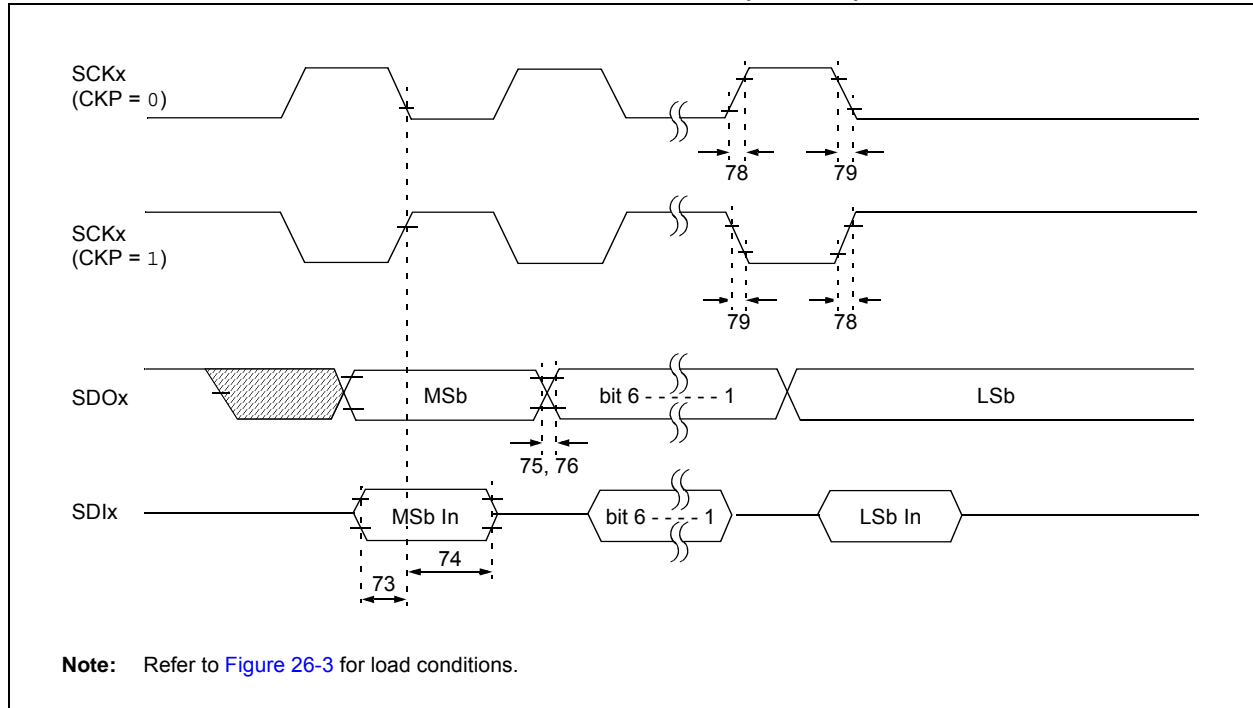 SCKx
(CKP = 0)
78
79
SCKx
(CKP = 1)
79
78
SDOx
MSb
bit 6 - - - - - - 1
LSb
75, 76
SDIx
MSb In
bit 6 - - - - 1
LSb In
74
73
Note: Refer to Figure 26-3 for load conditions.